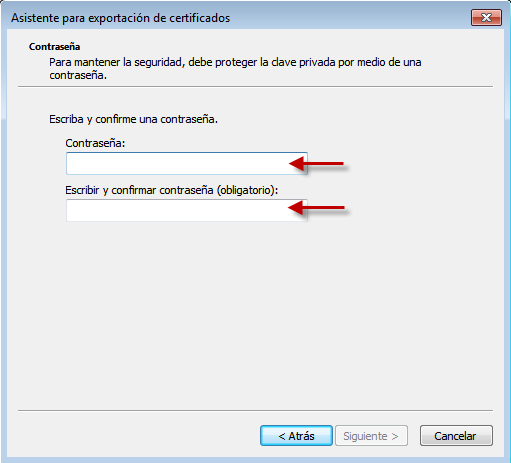 Asistente para exportación de certificados
Contraseña
Para mantener la seguridad, debe proteger la clave privada por medio de una
contraseña.
Escriba y confirme una contraseña.
Contraseña:
Escribir y confirmar contraseña (obligatorio):
< Atrás
Siguiente >
Cancelar